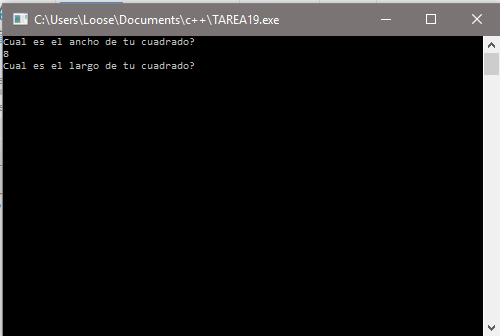 C:\Users\Loose\Documents\c++\TAREA19.exe
Cual es el ancho de tu cuadrado?
8
Cual es el largo de tu cuadrado?